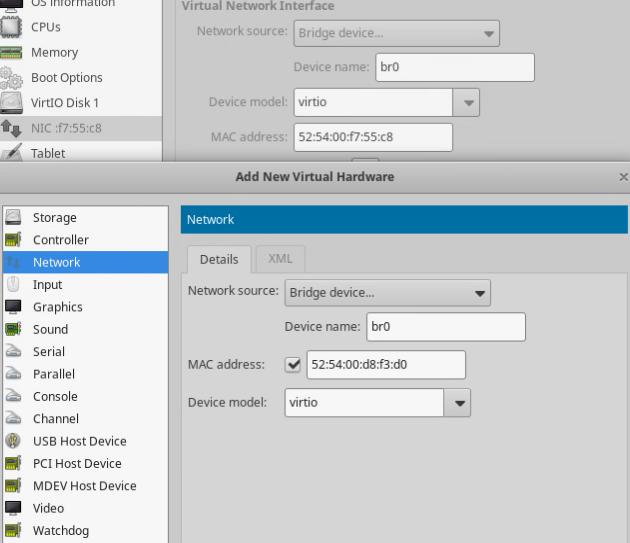 OS information
CPUs
Memory
Boot Options
VirtIO Disk 1
NIC :f7:55:c8
Tablet
Virtual Network Interface
Network source: Bridge device...
Device name: br0
Device model: virtio
MAC address: 52:54:00:f7:55:c8
Add New Virtual Hardware
Storage
Controller
Network
Input
Graphics
Sound
Serial
Parallel
Console
Channel
USB Host Device
PCI Host Device
MDEV Host Device
Video
Watchdog
Network
Details XML
Network source: Bridge device...
Device name: br0
MAC address: 52:54:00:d8:f3:d0
Device model: virtio